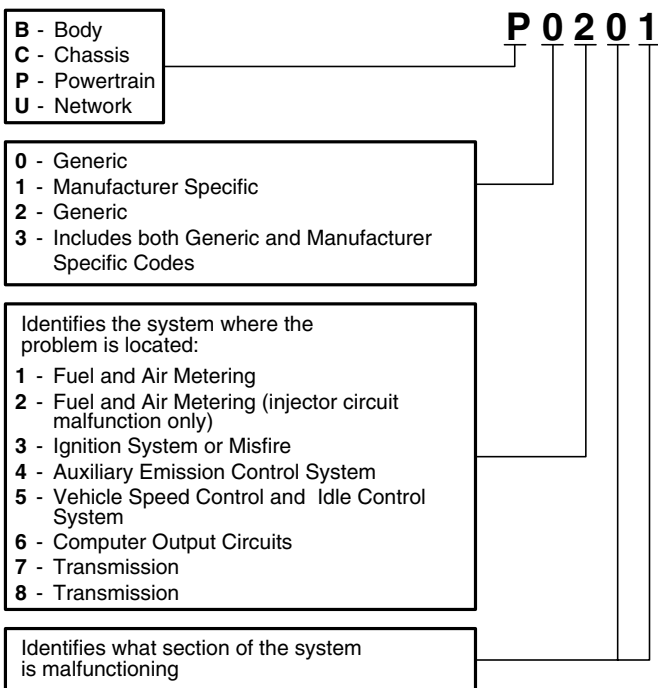 P 0 2 0 1
B - Body
C - Chassis
P - Powertrain
U - Network
0 - Generic
1 - Manufacturer Specific
2 - Generic
3 - Includes both Generic and Manufacturer
Specific Codes
Identifies the system where the
problem is located:
1 - Fuel and Air Metering
2 - Fuel and Air Metering (injector circuit
malfunction only)
3 - Ignition System or Misfire
4 - Auxiliary Emission Control System
5 - Vehicle Speed Control and Idle Control
System
6 - Computer Output Circuits
7 - Transmission
8 - Transmission
Identifies what section of the system
is malfunctioning